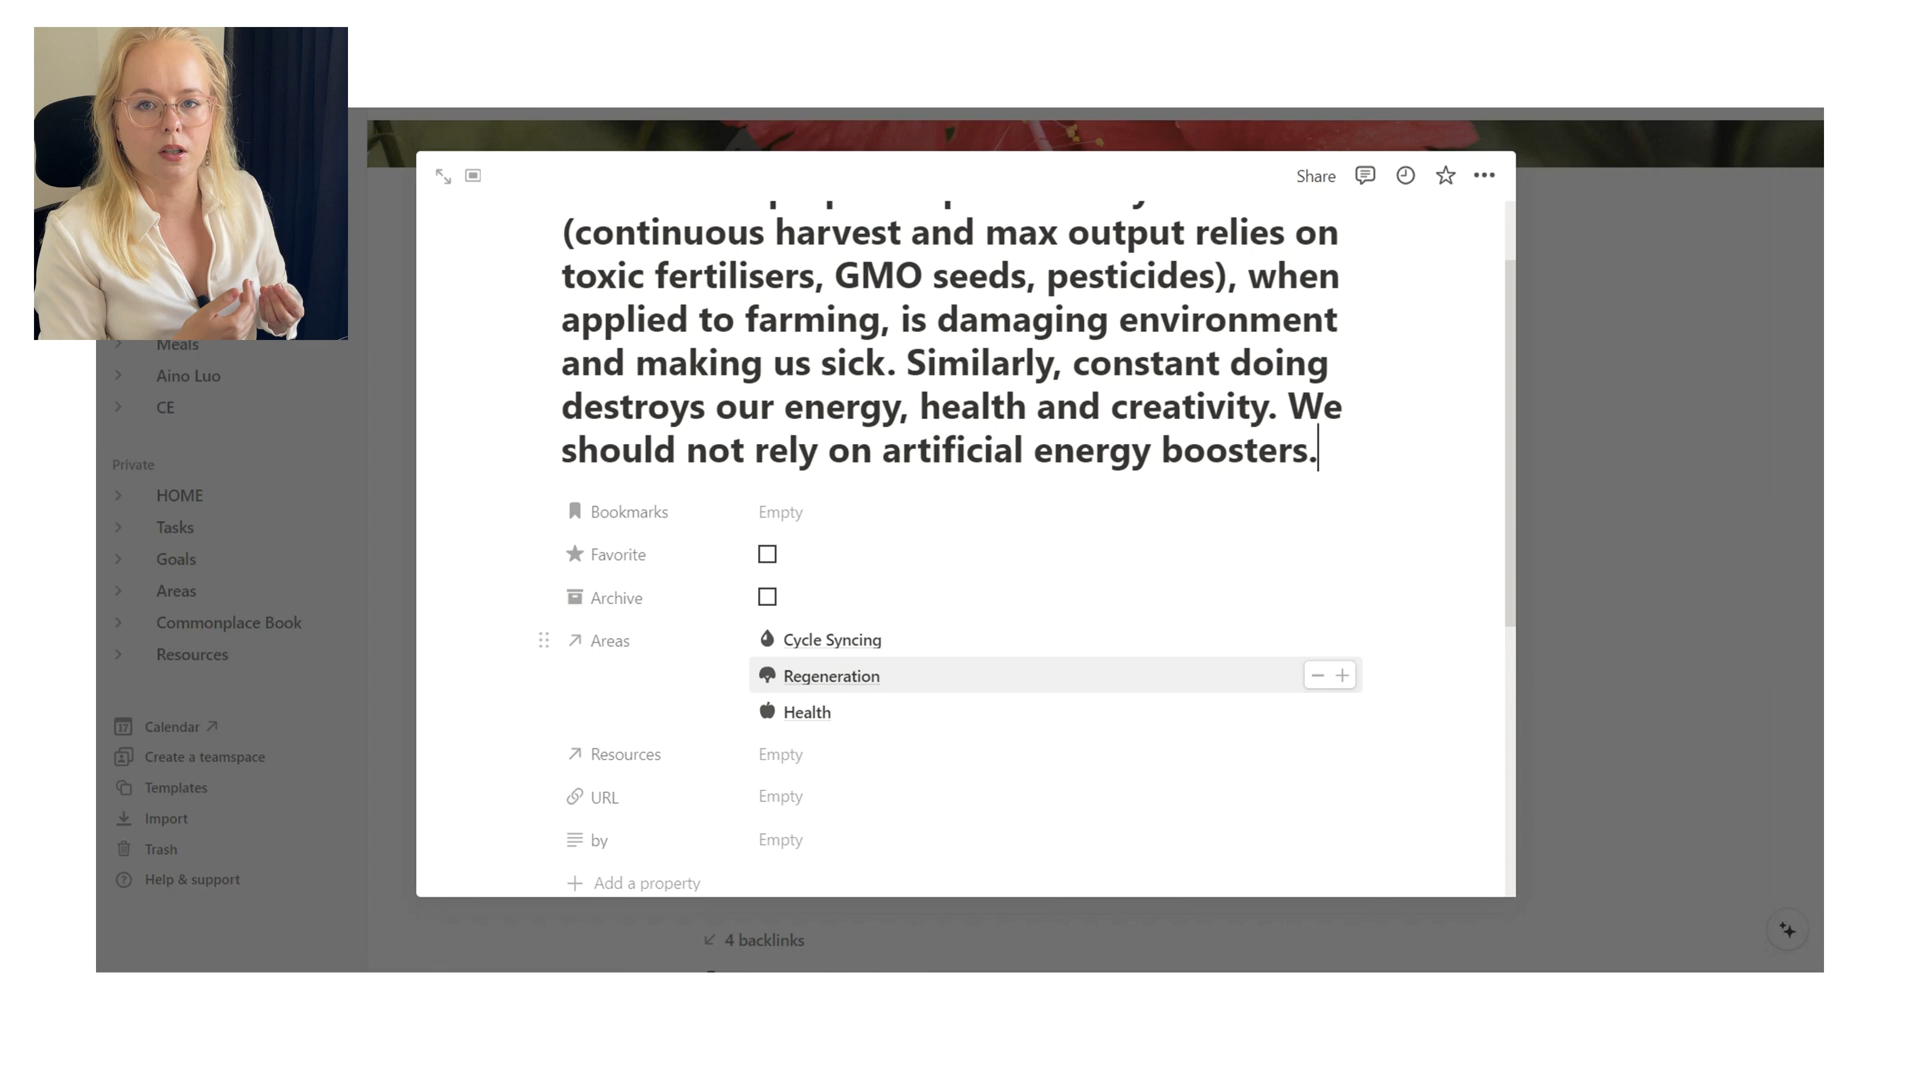 Share
(continuous harvest and max output relies on
toxic fertilisers, GMO seeds, pesticides), when
applied to farming, is damaging environment
and making us sick. Similarly, constant doing
destroys our energy, health and creativity. We
should not rely on artificial energy boosters.
Bookmarks Empty
Favorite
Archive
Areas Cycle Syncing
Regeneration
Health
Resources Empty
URL Empty
by Empty
Add a property
4 backlinks
Meals
Aino Luo
CE
Private
HOME
Tasks
Goals
Areas
Commonplace Book
Resources
17 Calendar
Create a teamspace
Templates
Import
Trash
Help & support